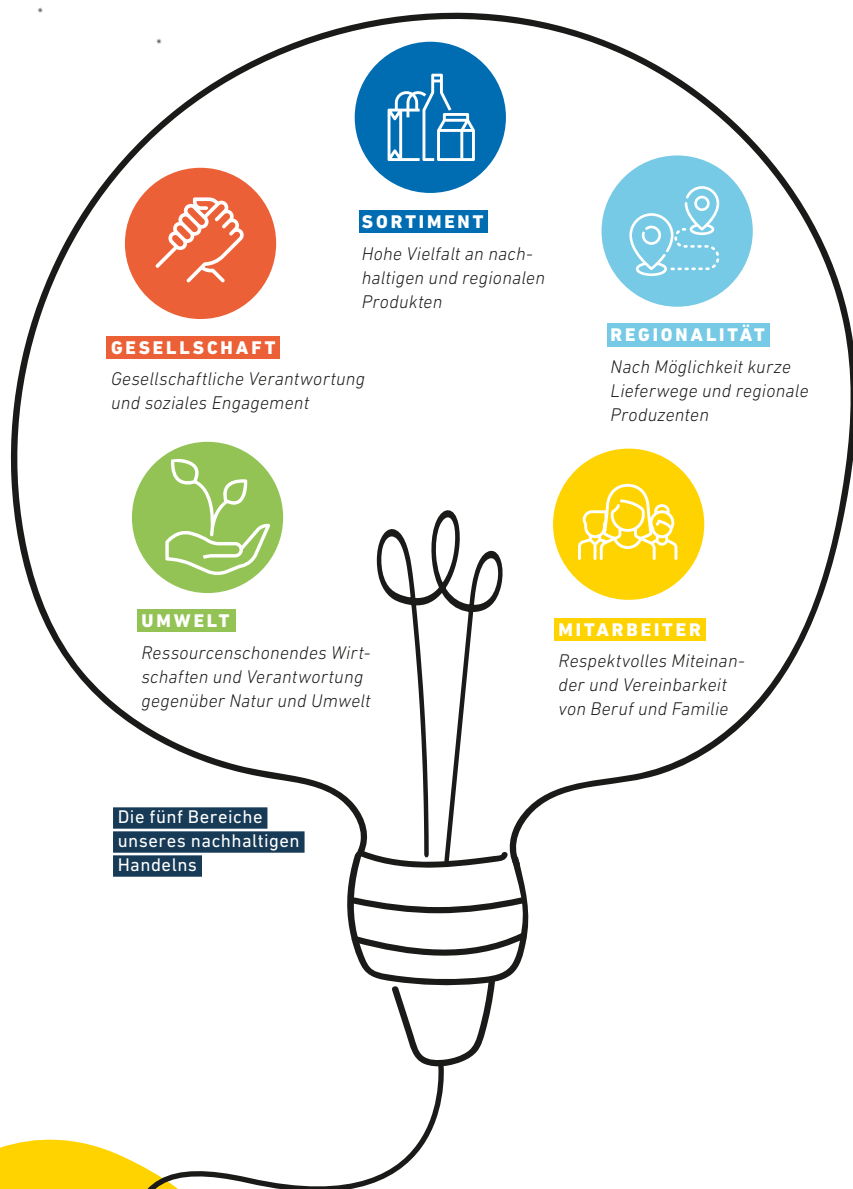 SORTIMENT
Hohe Vielfalt an nach-
haltigen und regionalen
Produkten
GESELLSCHAFT
Gesellschaftliche Verantwortung
und soziales Engagement
REGIONALITÄT
Nach Möglichkeit kurze
Lieferwege und regionale
Produzenten
UMWELT
Ressourcenschonendes Wirt-
schaften und Verantwortung
gegenüber Natur und Umwelt
MITARBEITER
Respektvolles Miteinan-
der und Vereinbarkeit
von Beruf und Familie
Die fünf Bereiche
unseres nachhaltigen
Handelns